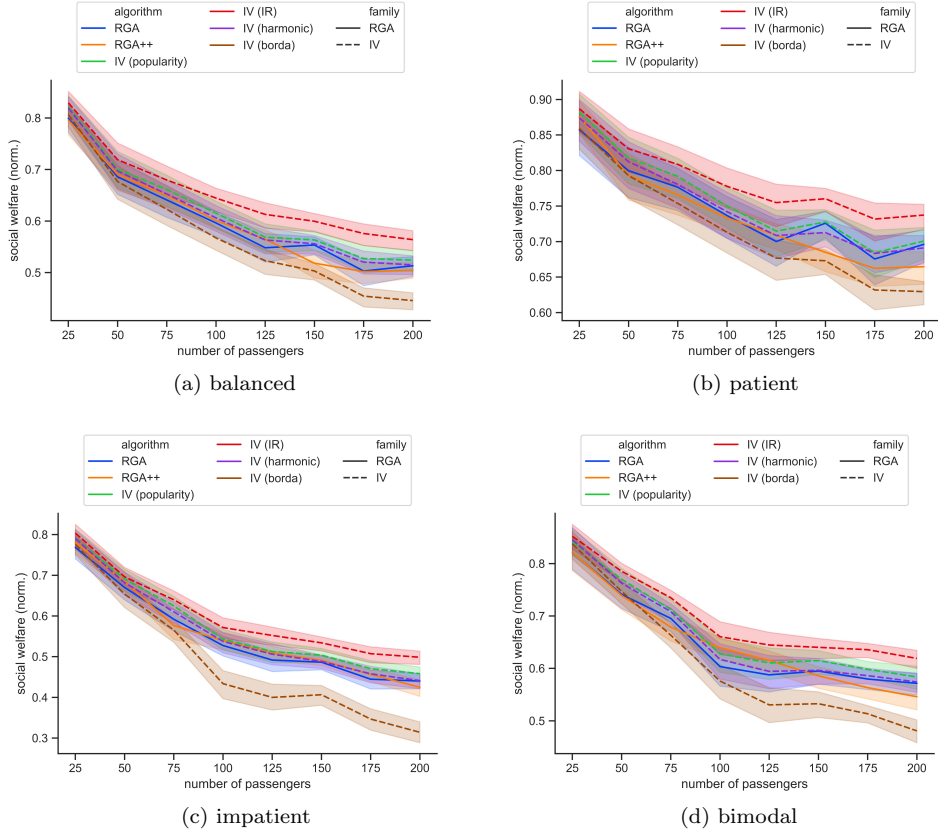 algorithm IV (IR) family
RGA IV (harmonic) RGA
RGA++ IV (borda) IV
IV (popularity)
social welfare (norm.)
0.8
0.7
0.6
0.5
25 50 75 100 125 150 175 200
number of passengers
(a) balanced
algorithm IV (IR) family
RGA IV (harmonic) RGA
RGA++ IV (borda) IV
IV (popularity)
social welfare (norm.)
0.90
0.85
0.80
0.75
0.70
0.65
0.60
25 50 75 100 125 150 175 200
number of passengers
(b) patient
algorithm IV (IR) family
RGA IV (harmonic) RGA
RGA++ IV (borda) IV
IV (popularity)
social welfare (norm.)
0.8
0.7
0.6
0.5
0.4
0.3
25 50 75 100 125 150 175 200
number of passengers
(c) impatient
algorithm IV (IR) family
RGA IV (harmonic) RGA
RGA++ IV (borda) IV
IV (popularity)
social welfare (norm.)
0.8
0.7
0.6
0.5
25 50 75 100 125 150 175 200
number of passengers
(d) bimodal